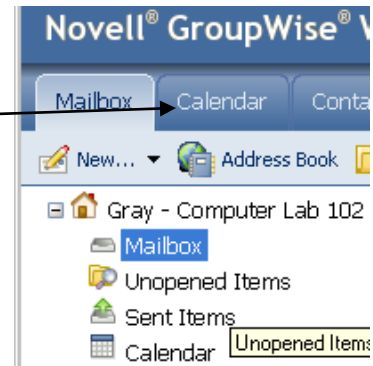 Novell® GroupWise®
Mailbox Calendar
New... Address Book
Gray - Computer Lab 102
Mailbox
Unopened Items
Sent Items
Calendar Unopened Items